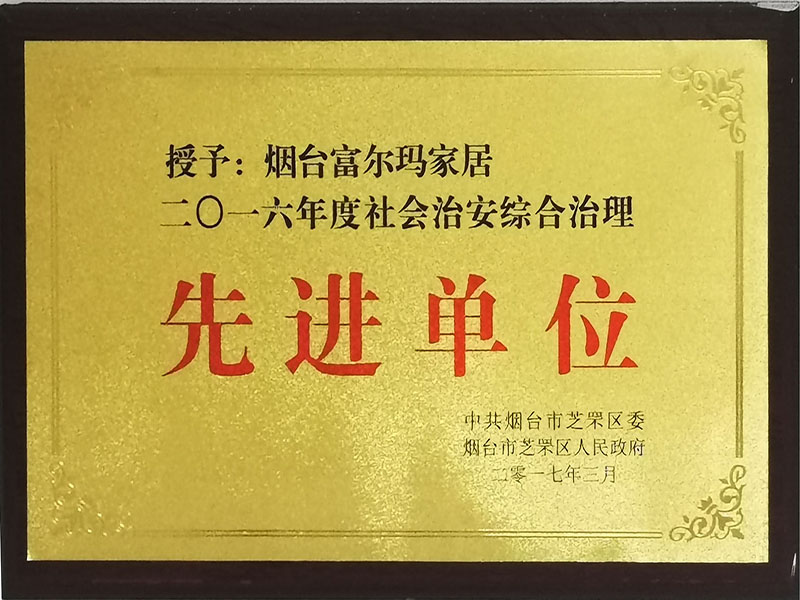 授予：烟台富尔玛家居
二〇一六年度社会治安综合治理
先进单位
中共烟台市芝罘区委
烟台市芝罘区人民政府
二零一七年三月